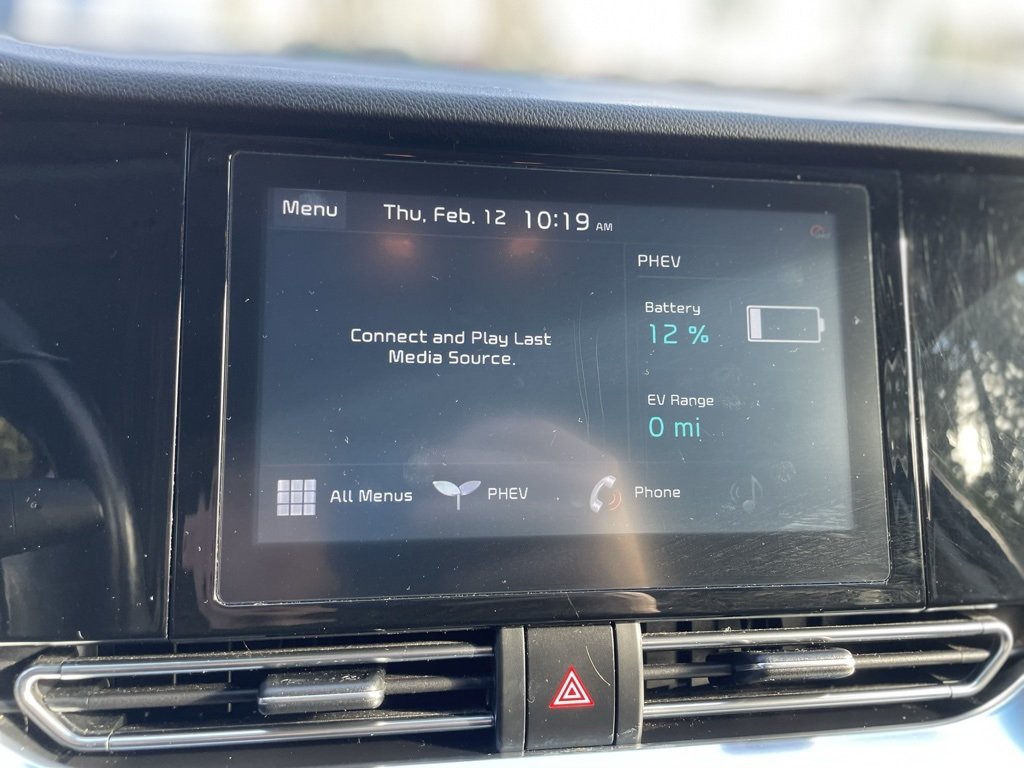 Menu
Thu, Feb. 12 10:19 AM
PHEV
Battery
12 %
Connect and Play Last
Media Source.
EV Range
0 mi
All Menus
PHEV
Phone